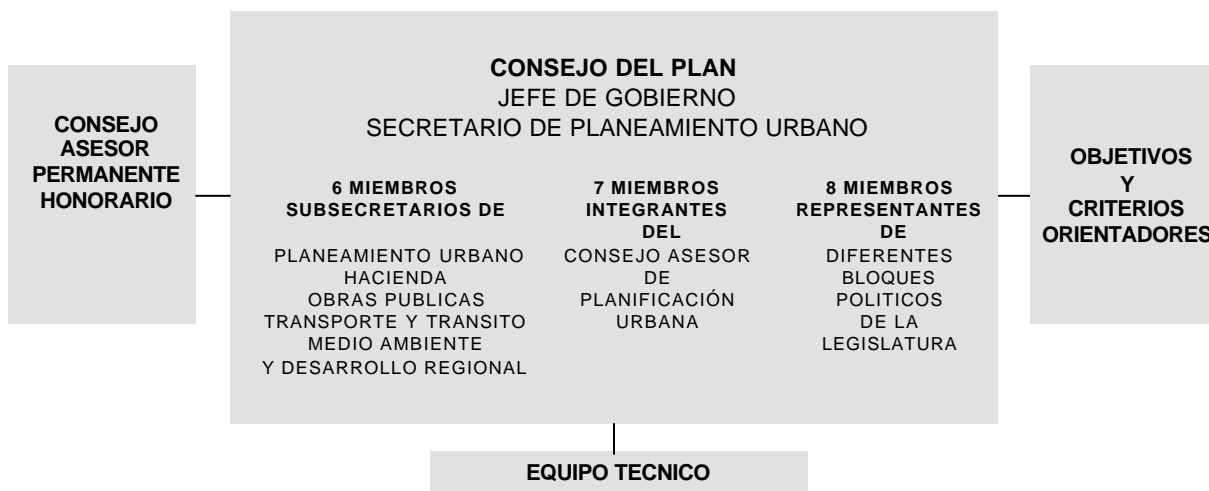 CONSEJO
ASESOR
PERMANENTE
HONORARIO
CONSEJO DEL PLAN
JEFE DE GOBIERNO
SECRETARIO DE PLANEAMIENTO URBANO
6 MIEMBROS
SUBSECRETARIOS DE
PLANEAMIENTO URBANO
HACIENDA
OBRAS PUBLICAS
TRANSPORTE Y TRANSITO
MEDIO AMBIENTE
Y DESARROLLO REGIONAL
7 MIEMBROS
INTEGRANTES
DEL
CONSEJO ASESOR
DE
PLANIFICACIÓN
URBANA
8 MIEMBROS
REPRESENTANTES
DE
DIFERENTES
BLOQUES
POLITICOS
DE LA
LEGISLATURA
OBJETIVOS
Y
CRITERIOS
ORIENTADORES
EQUIPO TECNICO